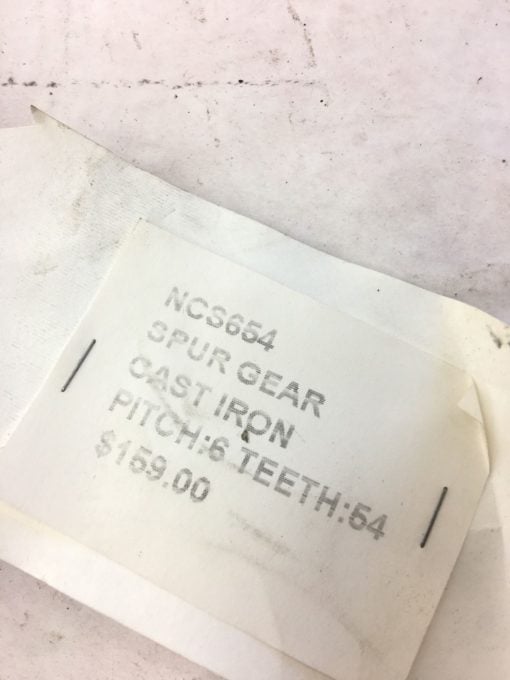 NCS654
SPUR GEAR
CAST IRON
PITCH:6 TEETH:54
$159.00